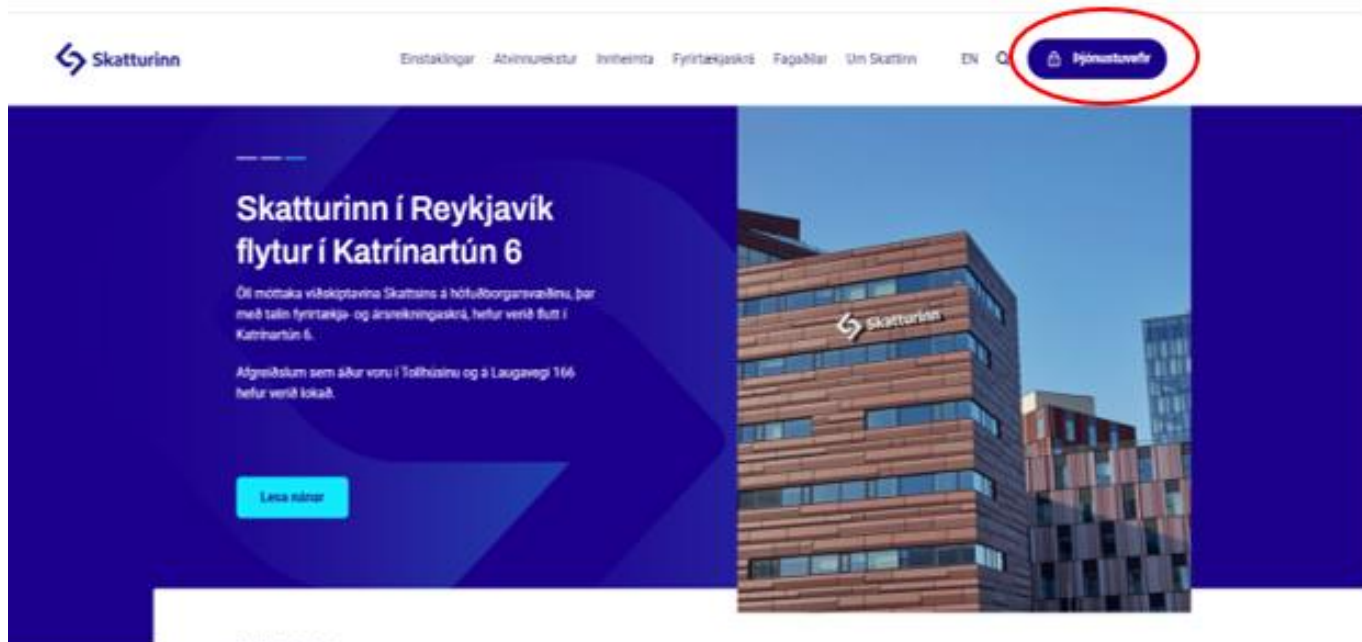 Skatturinn
Einstaklingar Atvinnurekstur Innheimta Fyrirtækjaskrá Fagaðilar Um Skattinn EN Þjónustuvefir
Skatturinn í Reykjavík
flytur í Katrínartún 6
Öll móttaka viðskiptavina Skattsins á höfuðborgarsvæðinu, þar
með talin fyrirtækja- og ársreikningaskrá, hefur verið flutt í
Katrínartún 6.
Afgreiðslum sem áður voru í Tollhúsinu og á Laugavegi 166
hefur verið lokað.
Lesa nánar
Skatturinn